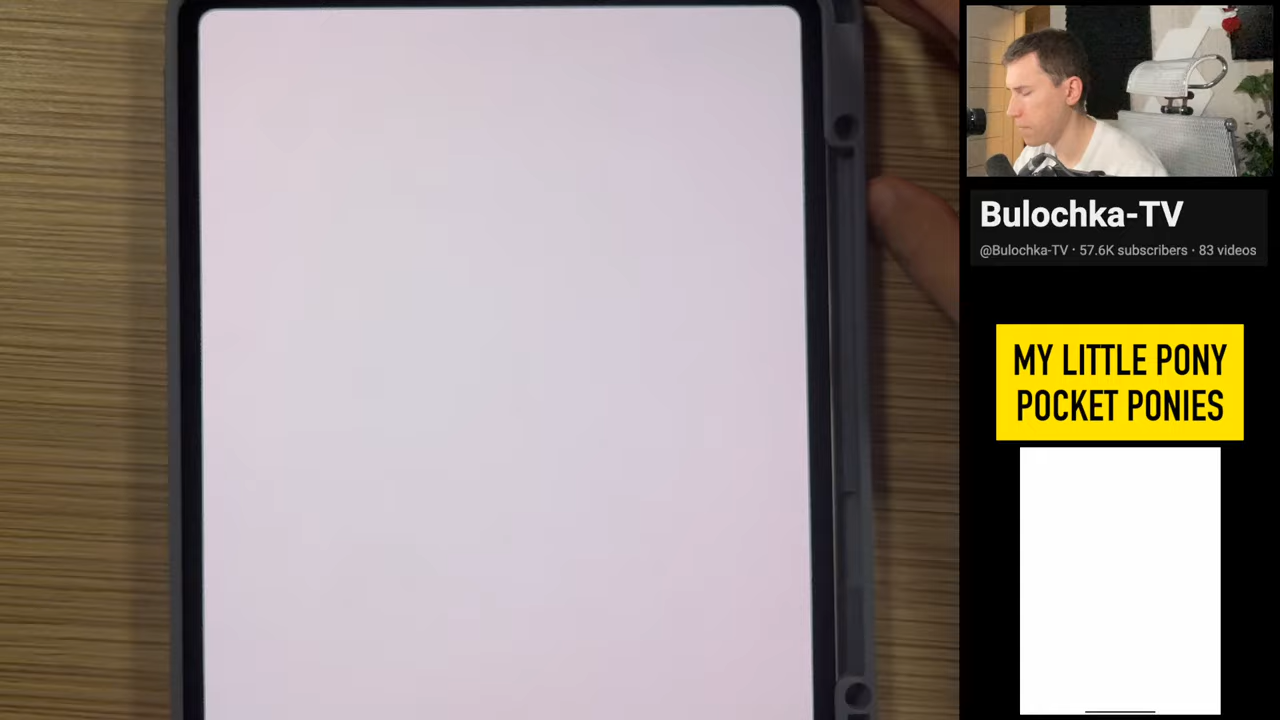 Bulochka-TV
@Bulochka-TV · 57.6K subscribers · 83 videos
MY LITTLE PONY
POCKET PONIES